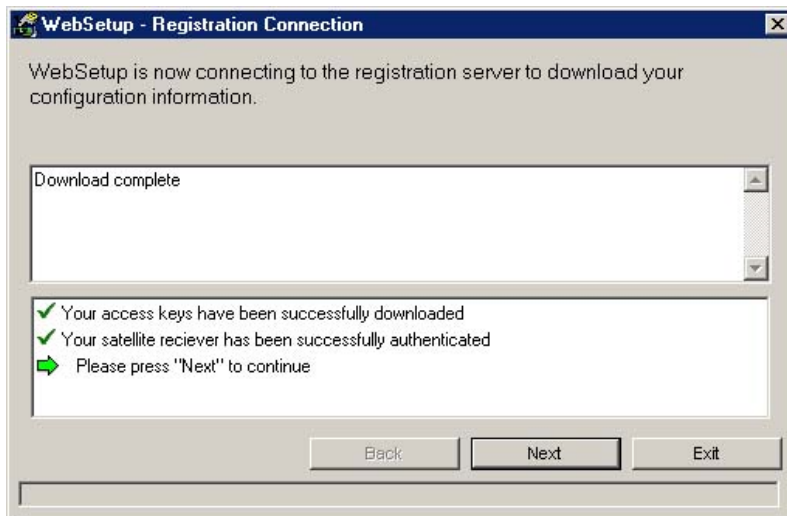 WebSetup - Registration Connection
WebSetup is now connecting to the registration server to download your
configuration information.
Download complete
Your access keys have been successfully downloaded
Your satellite reciever has been successfully authenticated
Please press "Next" to continue
Back
Next
Exit